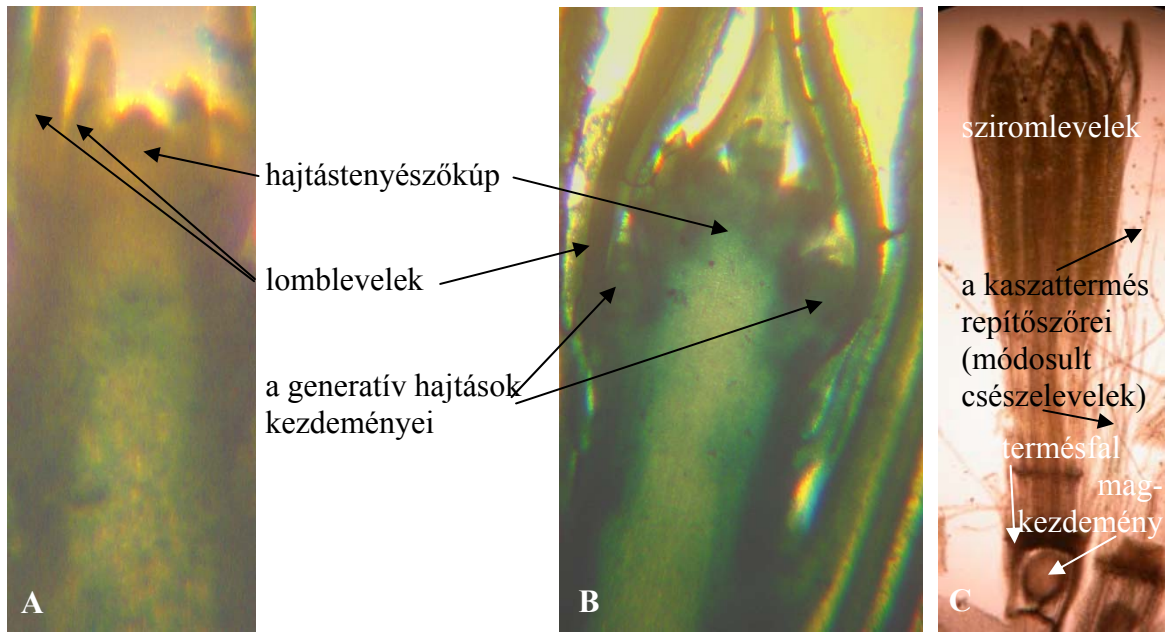 hajtástenyészőkúp
lomblevelek
a generatív hajtások
kezdeményei
sziromlevelek
a kaszattermés
repítőszőrei
(módosult
csészelevelek)
termésfal
mag-
kezdemény
A
B
C